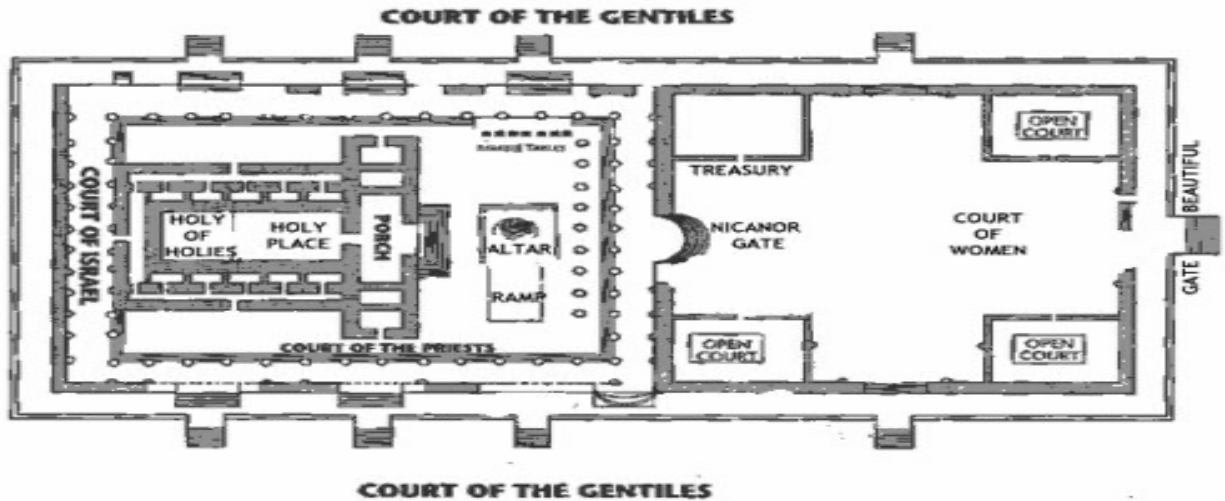 COURT OF THE GENTILES
OPEN
COURT
TREASURY
BEAUTIFUL
GATE
COURT OF ISRAEL
HOLY
OF
HOLIES
HOLY
PLACE
PORCH
ALTAR
RAMP
NICANOR
GATE
COURT
OF
WOMEN
COURT OF THE PRIESTS
OPEN
COURT
OPEN
COURT
COURT OF THE GENTILES